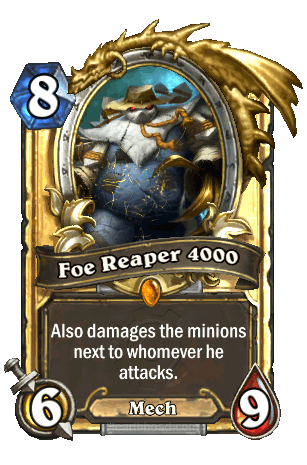 8
Foe Reaper 4000
Also damages the minions
next to whomever he
attacks.
6
Mech
9